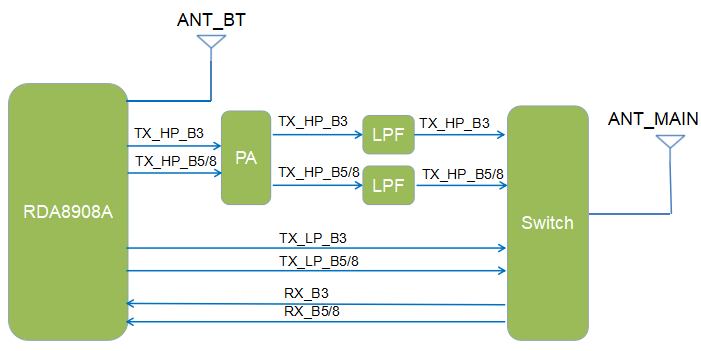 ANT_BT
ANT_MAIN
TX_HP_B3
TX_HP_B3
TX_HP_B3
LPF
PA
TX_HP_B5/8
TX_HP_B5/8
TX_HP_B5/8
LPF
RDA8908A
Switch
TX_LP_B3
TX_LP_B5/8
RX_B3
RX_B5/8